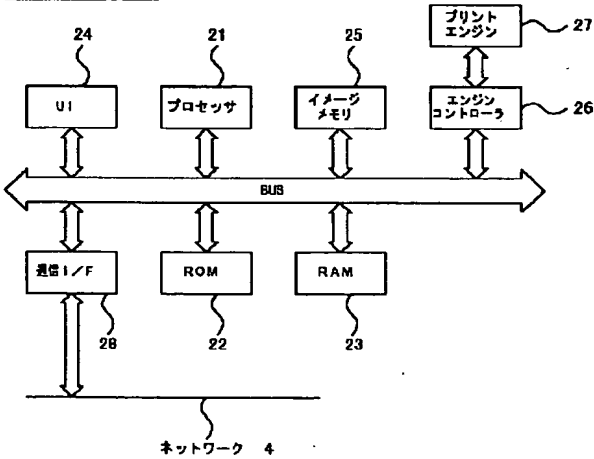 プリント
エンジン
27
24
21
25
UI
プロセッサ
イメージ
メモリ
エンジン
コントローラ
26
BUS
通信I/F
ROM
RAM
28
22
23
ネットワーク 4